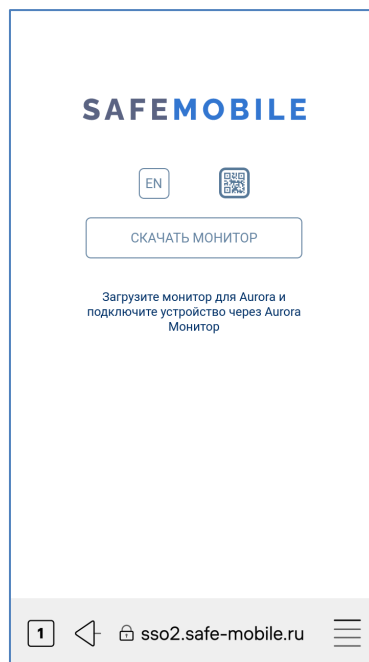 SAFEMOBILE
EN
СКАЧАТЬ МОНИТОР
Загрузите монитор для Aurora и
подключите устройство через Aurora
Монитор
1
sso2.safe-mobile.ru